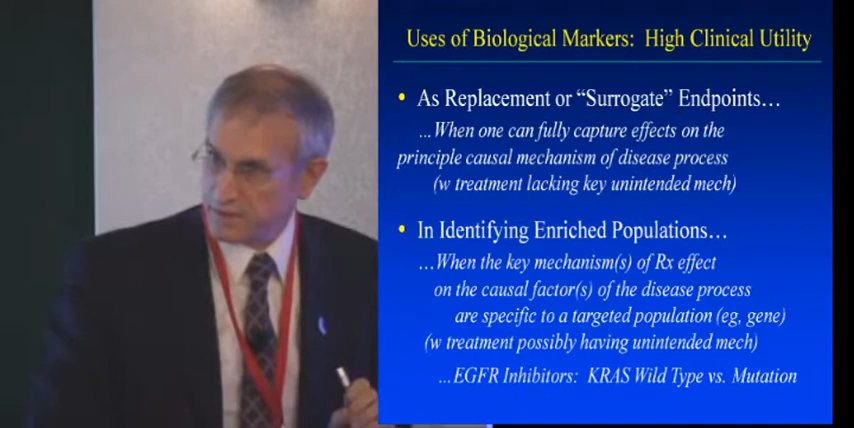 Uses of Biological Markers: High Clinical Utility
• As Replacement or “Surrogate” Endpoints…
…When one can fully capture effects on the
principle causal mechanism of disease process
(w treatment lacking key unintended mech)
• In Identifying Enriched Populations…
…When the key mechanism(s) of Rx effect
on the causal factor(s) of the disease process
are specific to a targeted population (eg, gene)
(w treatment possibly having unintended mech)
…EGFR Inhibitors: KRAS Wild Type vs. Mutation